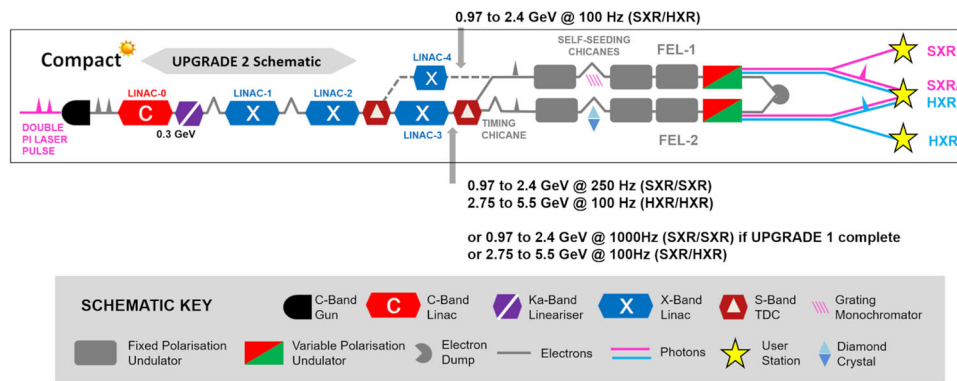 0.97 to 2.4 GeV @ 100 Hz (SXR/HXR)
Compact
UPGRADE 2 Schematic
LINAC-4
X
SELF-SEEDING
CHICANES
FEL-1
SXR
LINAC-0
C
LINAC-1
X
LINAC-2
X
X
LINAC-3
SXR/
HXR
DOUBLE
PI LASER
PULSE
0.3 GeV
TIMING
CHICANE
FEL-2
HXR
0.97 to 2.4 GeV @ 250 Hz (SXR/SXR)
2.75 to 5.5 GeV @ 100 Hz (HXR/HXR)
or 0.97 to 2.4 GeV @ 1000Hz (SXR/SXR) if UPGRADE 1 complete
or 2.75 to 5.5 GeV @ 100Hz (SXR/HXR)
SCHEMATIC KEY
C-Band
Gun
C
C-Band
Linac
Ka-Band
Lineariser
X
X-Band
Linac
S-Band
TDC
Grating
Monochromator
Fixed Polarisation
Undulator
Variable Polarisation
Undulator
Electron
Dump
Electrons
Photons
User
Station
Diamond
Crystal